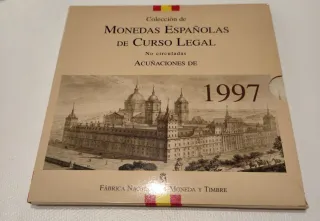 Colección de
MONEDAS ESPAÑOLAS
DE CURSO LEGAL
No circuladas
ACUÑACIONES DE
1997
FÁBRICA NACIONAL DE MONEDA Y TIMBRE